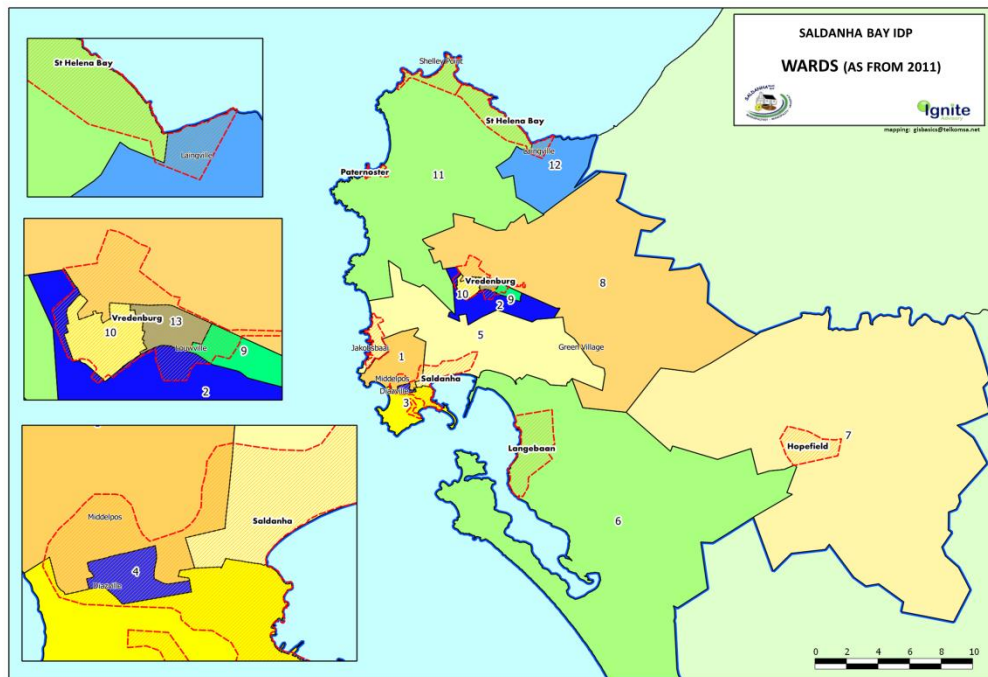 SALDANHA BAY IDP
WARDS (AS FROM 2011)
SALDANHA
Ignite
Advisory
mapping: gisbasics@telkomsa.net
St Helena Bay
Laingville
Shelley Point
St Helena Bay
12
Paternoster
11
8
Vredenburg
10
9
2
5
Jakobsbaai
1
Green Village
Middelpos
Saldanha
Diazville
3
Langebaan
Hopefield
7
6
Vredenburg
13
10
Louwville
9
2
Middelpos
Saldanha
4
Diazville
0 2 4 6 8 10